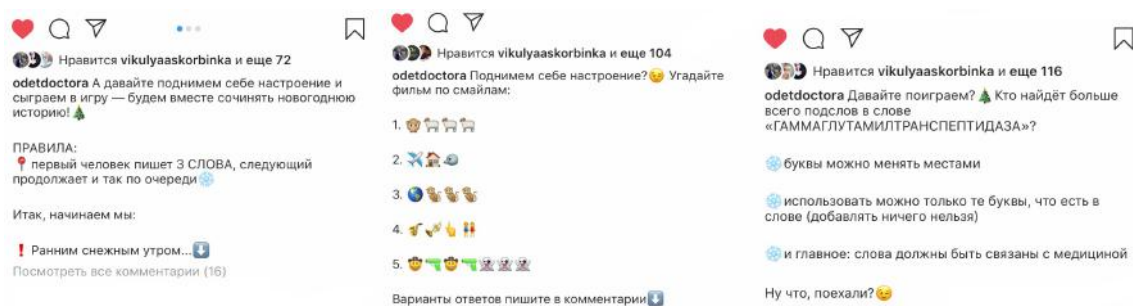 Нравится vikulyaaskorbinka и еще 72
odetdoctora А давайте поднимем себе настроение и
сыграем в игру — будем вместе сочинять новогоднюю
историю!🎄
ПРАВИЛА:
📍 первый человек пишет 3 СЛОВА, следующий
продолжает и так по очереди❄️
Итак, начинаем мы:
❗ Ранним снежным утром...⬇️
Посмотреть все комментарии (16)
Нравится vikulyaaskorbinka и еще 104
odetdoctora Поднимем себе настроение?😉 Угадайте
фильм по смайлам:
1. 🐵🐑🐑🐑
2. ✈️🏠🐟
3. 🌎🐒🐒🐒
4. 🎷🎺👆👭
5. 🤠🔫🤠🔫☠️☠️☠️
Варианты ответов пишите в комментарии⬇️
Нравится vikulyaaskorbinka и еще 116
odetdoctora Давайте поиграем?🎄 Кто найдёт больше
всего подслов в слове
«ГАММАГЛУТАМИЛТРАНСПЕПТИДАЗА»?
❄️буквы можно менять местами
❄️использовать можно только те буквы, что есть в
слове (добавлять ничего нельзя)
❄️и главное: слова должны быть связаны с медициной
Ну что, поехали?😉